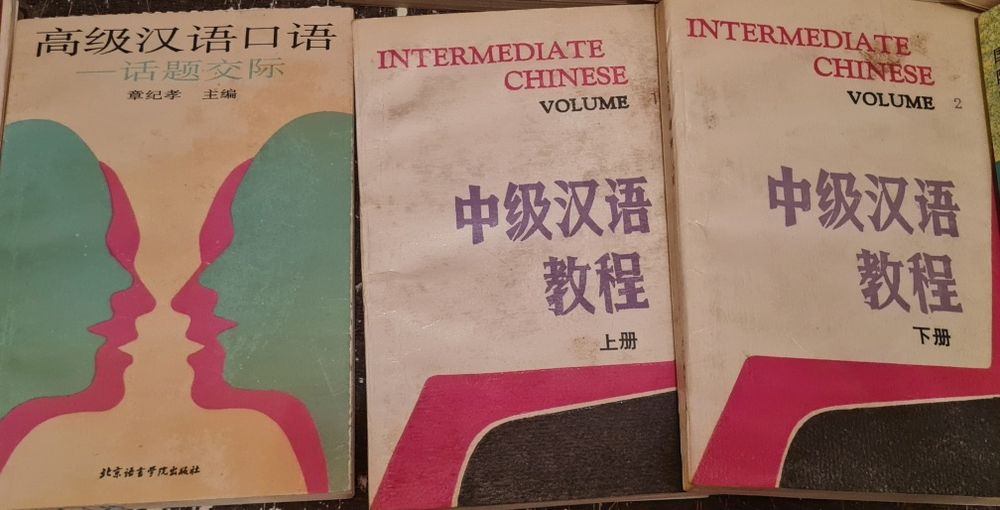 高级汉语口语
—话题交际
章纪孝 主编
北京语言学院出版社
INTERMEDIATE
CHINESE
VOLUME
中级汉语
教程
上册
INTERMEDIATE
CHINESE
VOLUME 2
中级汉语
教程
下册